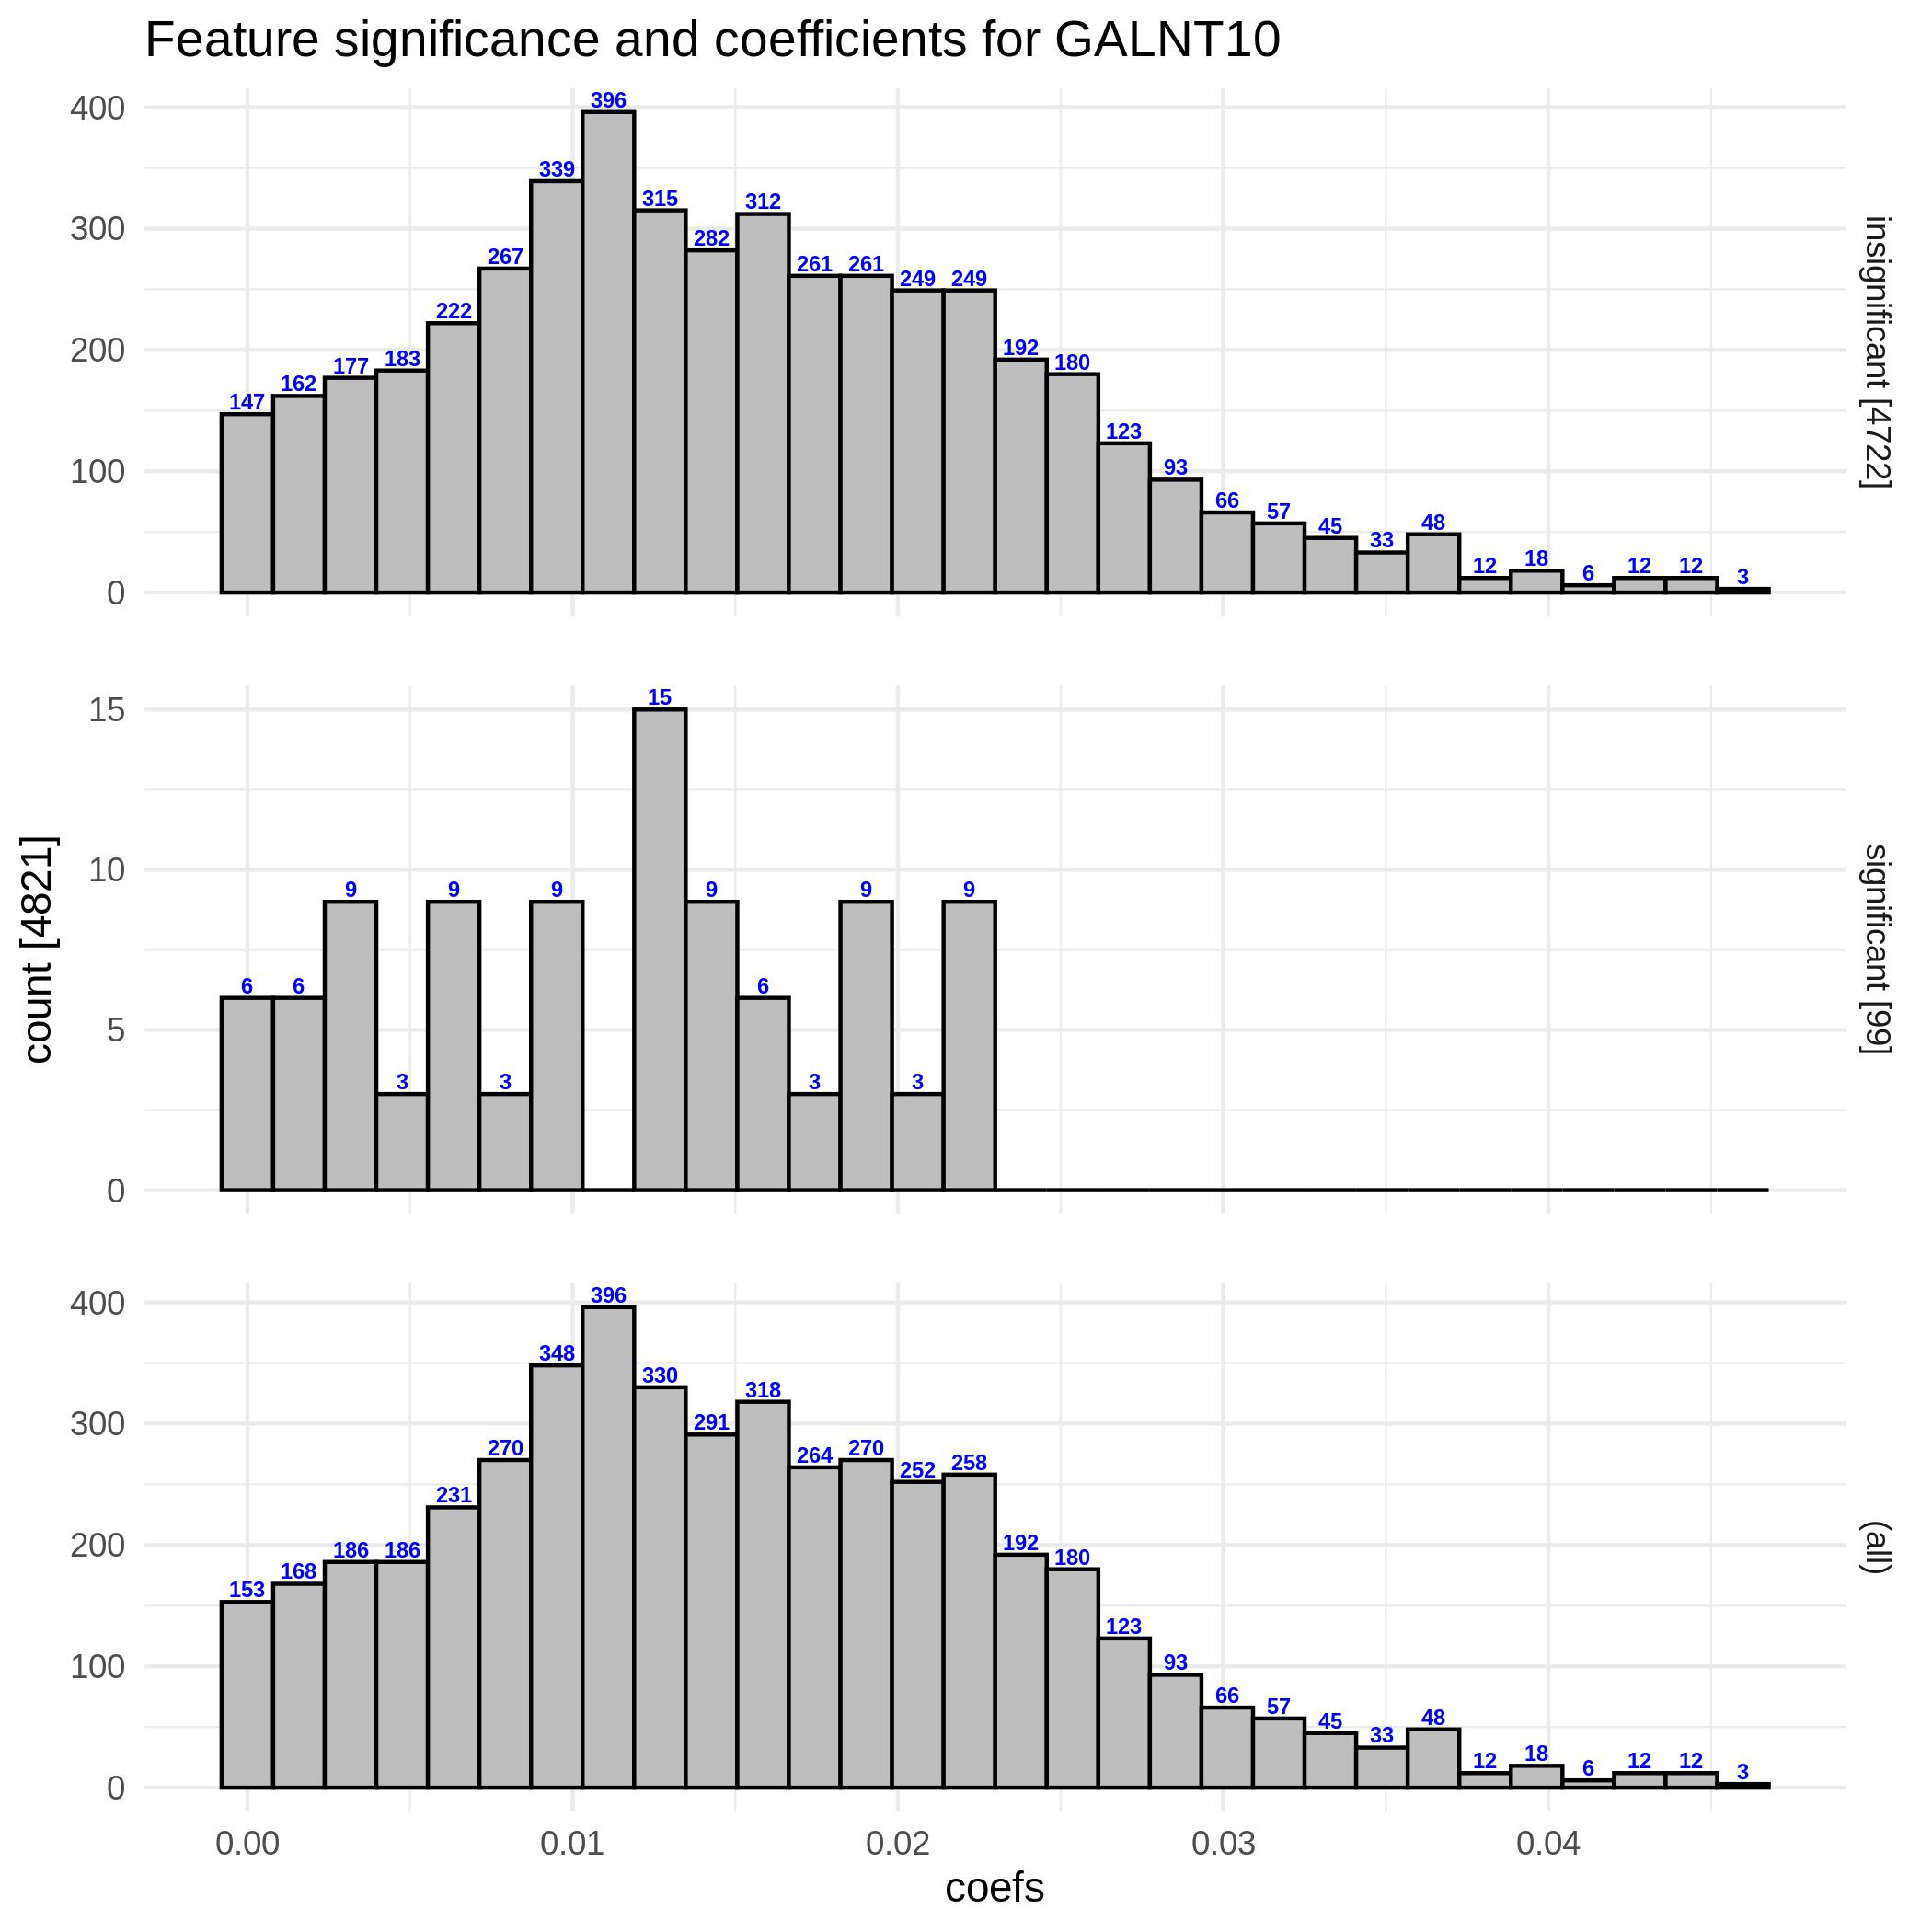 Feature significance and coefficients for GALNT10
400
300
200
100
0
147 162 177 183 222 267 339 396 315 282 312 261 261 249 249 192 180 123 93 66 57 45 33 48 12 18 6 12 12 3
insignificant [4722]
count [4821]
15
10
5
0
6 6 9 3 9 3 9 15 9 6 3 9 3 9
significant [99]
400
300
200
100
0
153 168 186 186 231 270 348 396 330 291 318 264 270 252 258 192 180 123 93 66 57 45 33 48 12 18 6 12 12 3
(all)
0.00 0.01 0.02 0.03 0.04
coefs